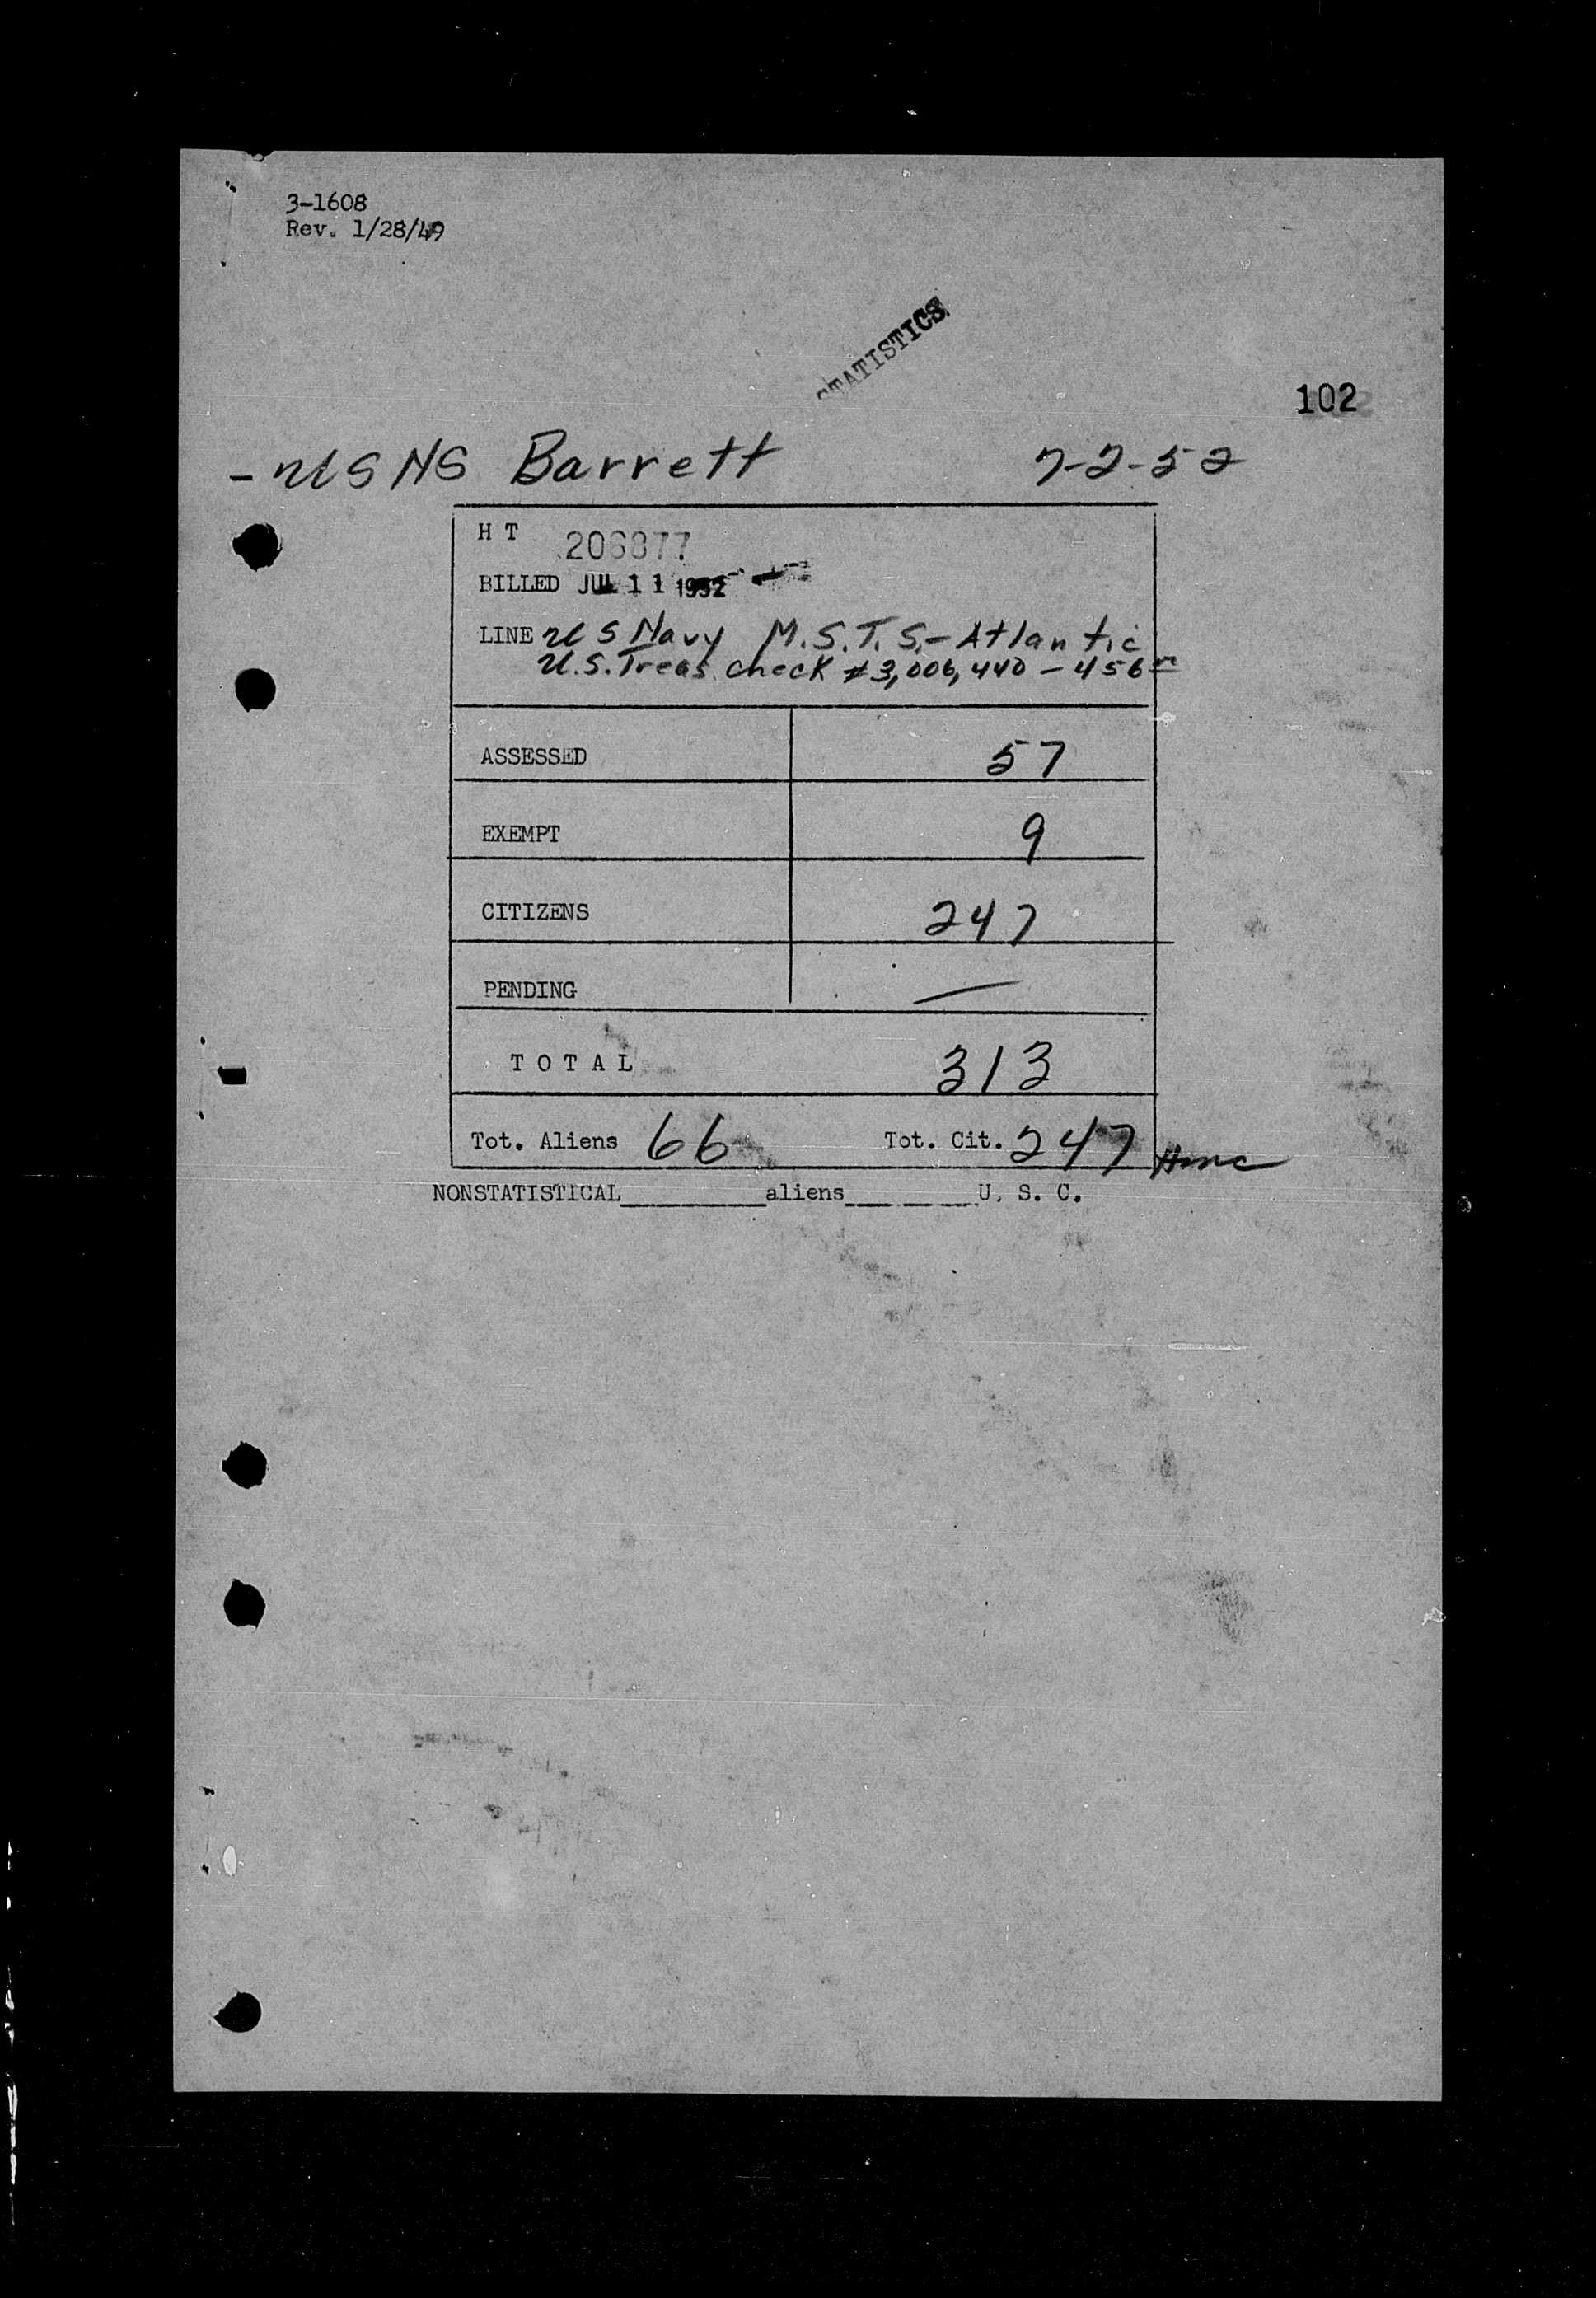 3-1608
Rev. 1/28/49
STATISTICS
102
- USNS Barrett 7-2-52
H T 206877
BILLED JUL 11 1952
LINE US Navy M.S.T.S.-Atlantic
U.S. Treas. check #3,006,440 - 456
ASSESSED 57
EXEMPT 9
CITIZENS 247
PENDING —
TOTAL 313
Tot. Aliens 66 Tot. Cit. 247
NONSTATISTICAL________aliens________U. S. C.